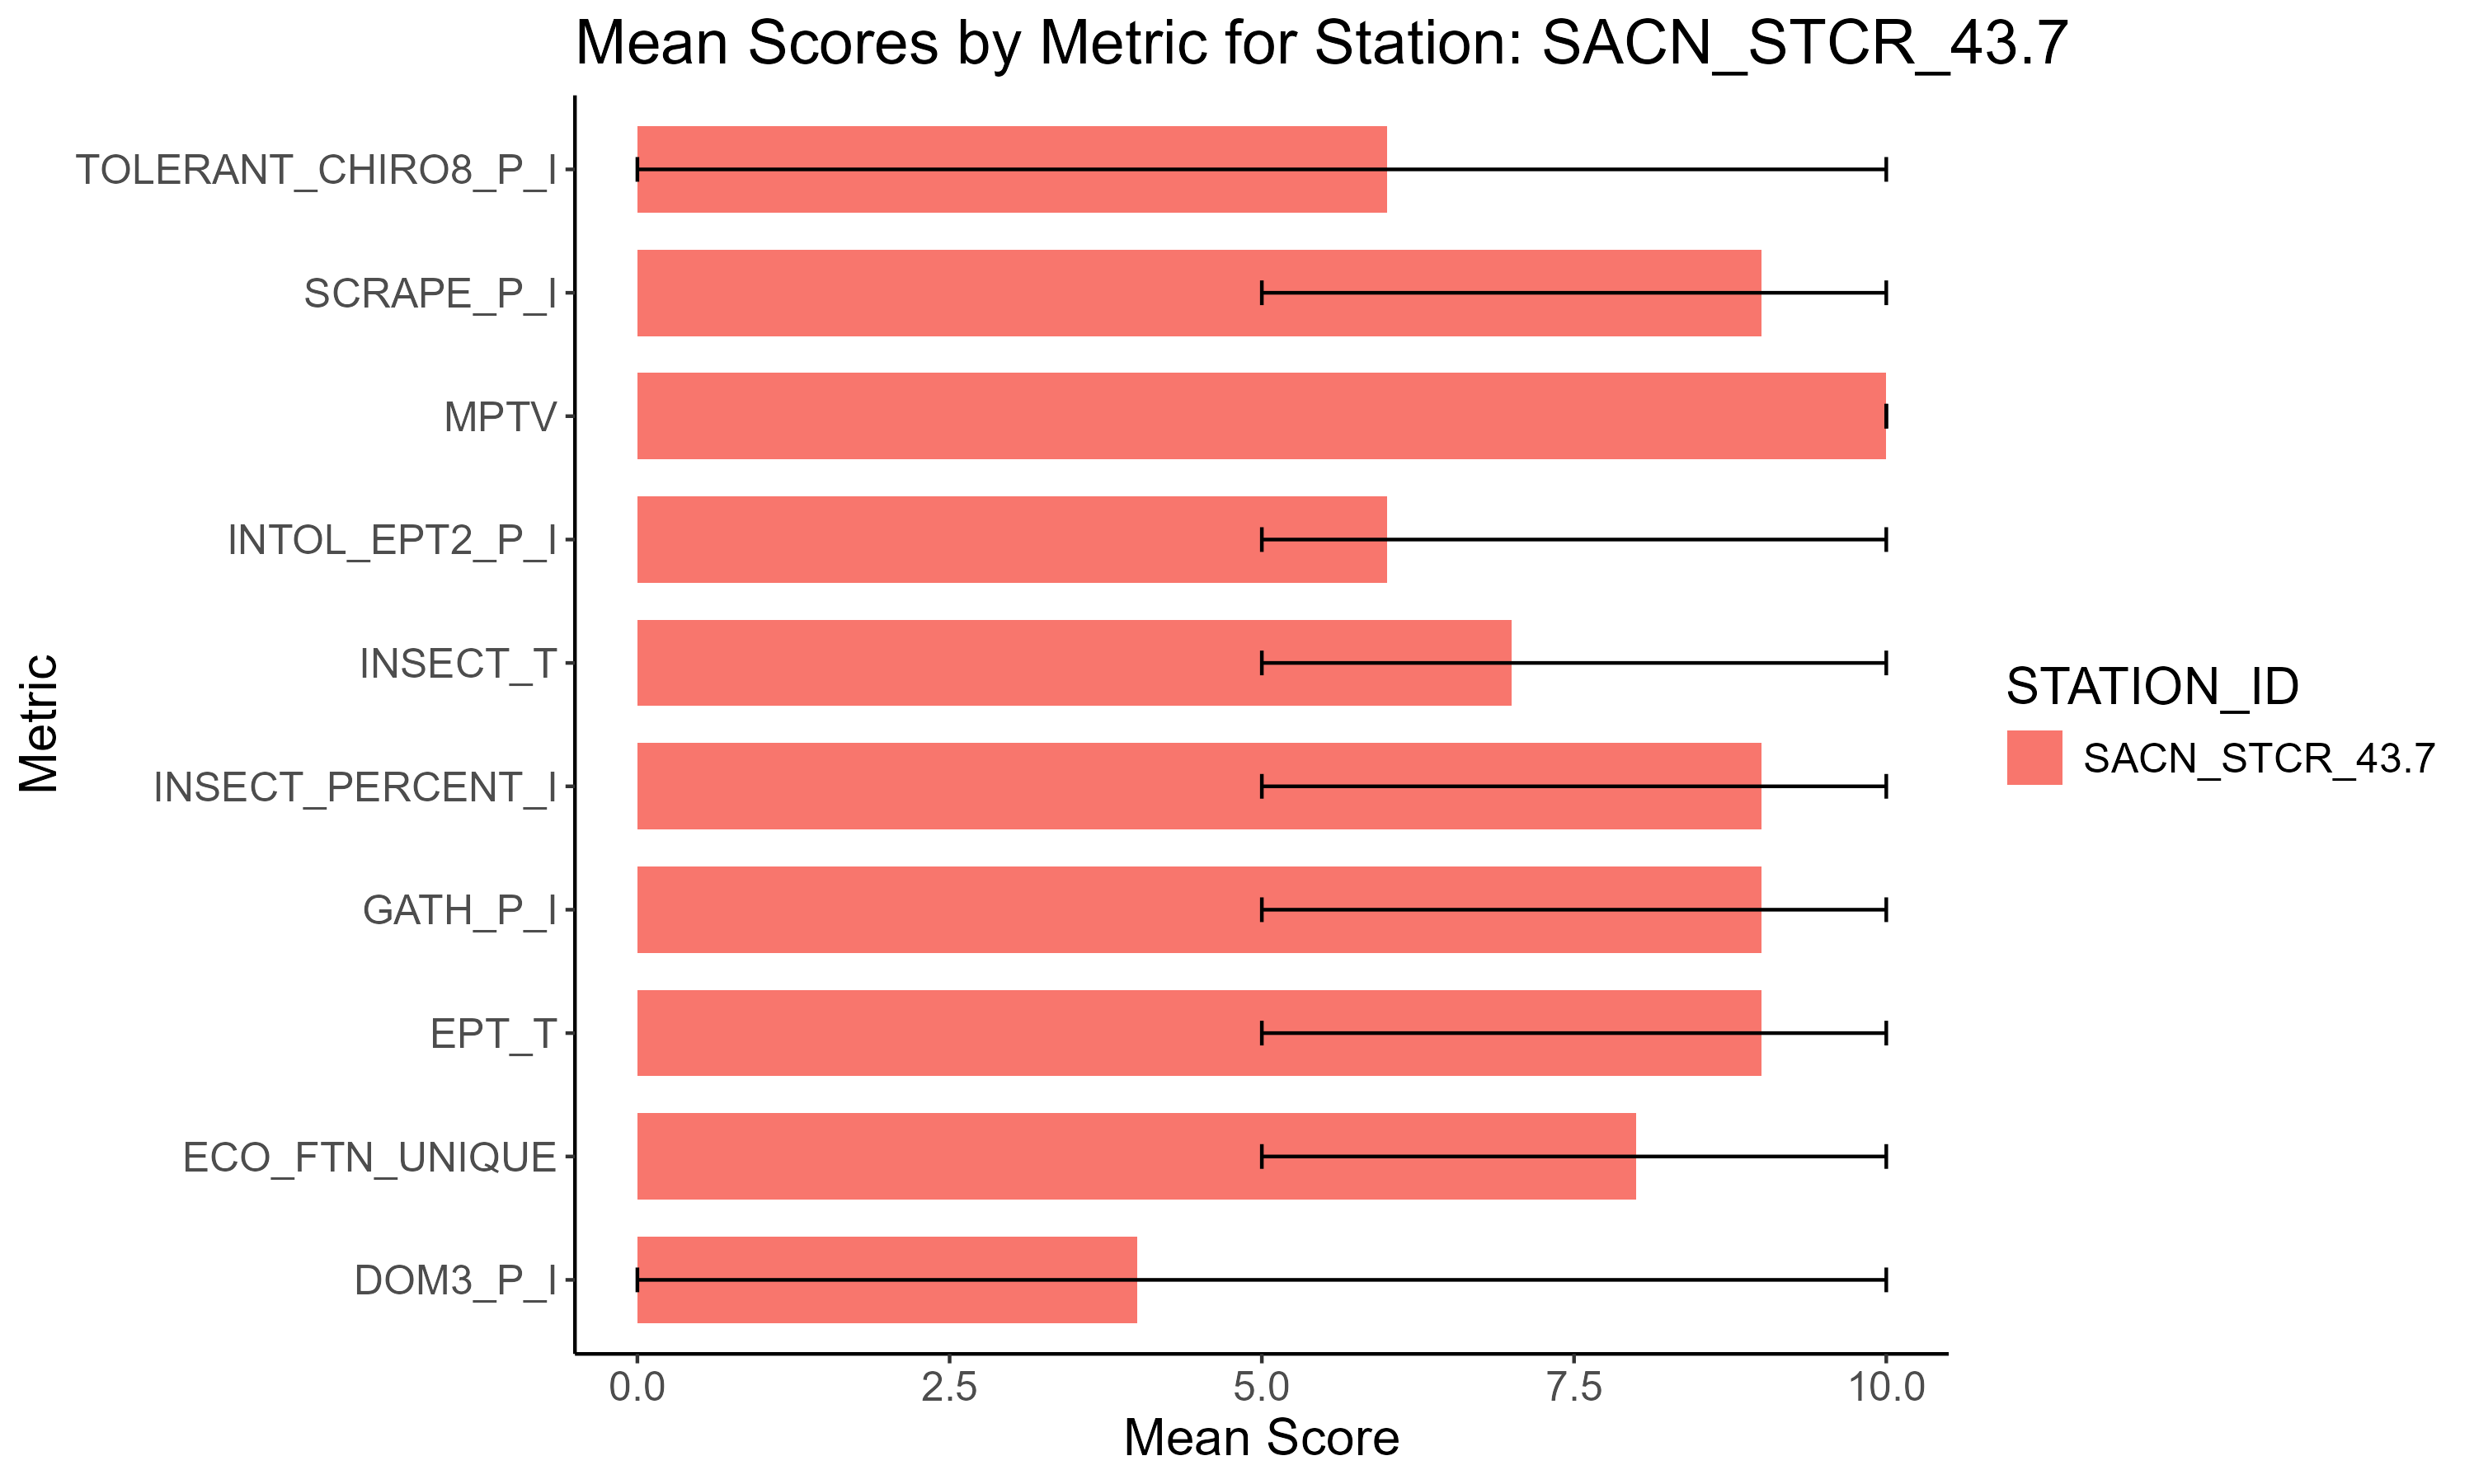 Mean Scores by Metric for Station: SACN_STCR_43.7
Metric
TOLERANT_CHIRO8_P_I
SCRAPE_P_I
MPTV
INTOL_EPT2_P_I
INSECT_T
INSECT_PERCENT_I
GATH_P_I
EPT_T
ECO_FTN_UNIQUE
DOM3_P_I
0.0 2.5 5.0 7.5 10.0
Mean Score
STATION_ID
SACN_STCR_43.7